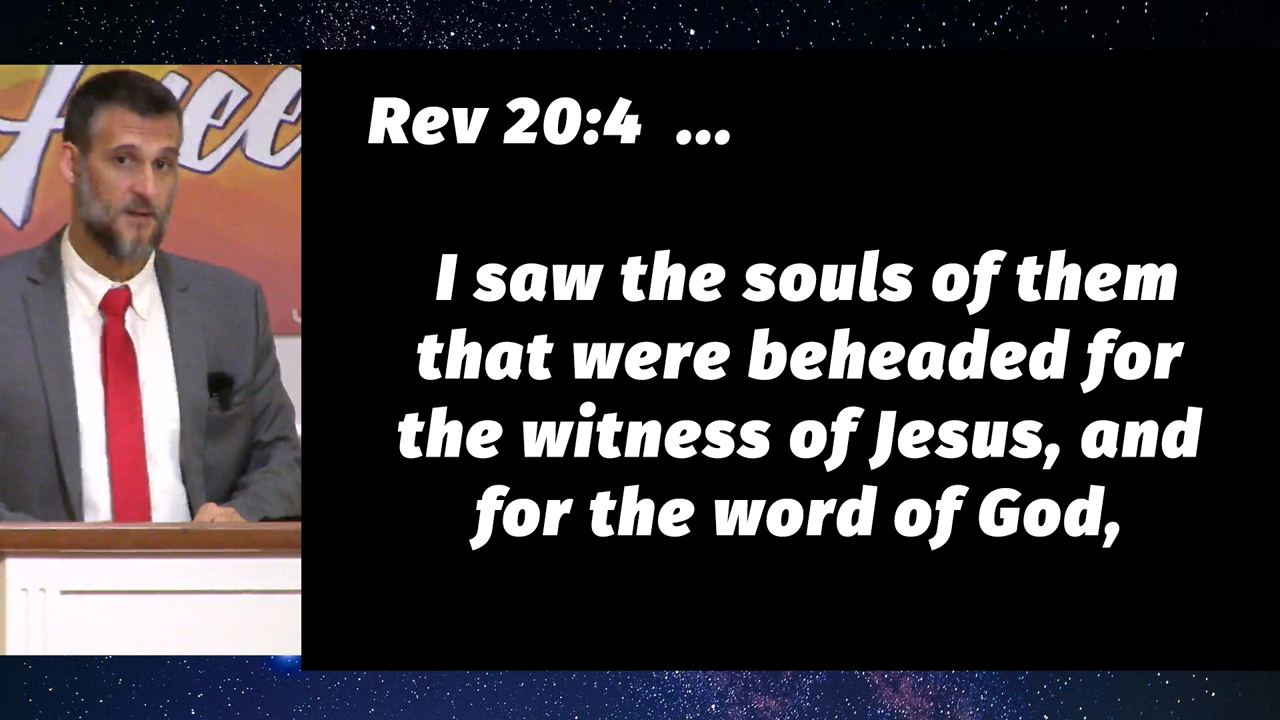 Free
Rev 20:4 ...
I saw the souls of them
that were beheaded for
the witness of Jesus, and
for the word of God,